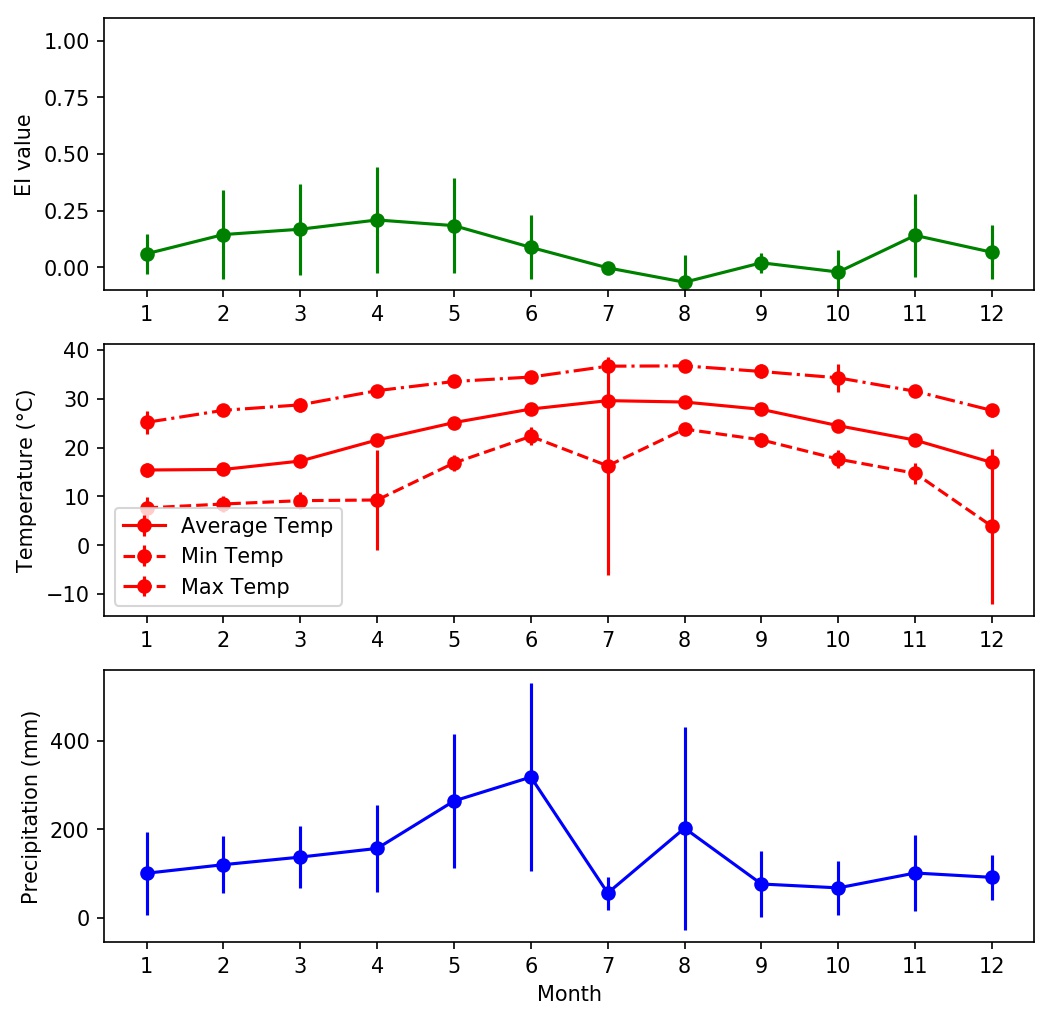 EI value
1.00
0.75
0.50
0.25
0.00
1 2 3 4 5 6 7 8 9 10 11 12
Temperature (°C)
40
30
20
10
0
−10
Average Temp
Min Temp
Max Temp
1 2 3 4 5 6 7 8 9 10 11 12
Precipitation (mm)
400
200
0
1 2 3 4 5 6 7 8 9 10 11 12
Month